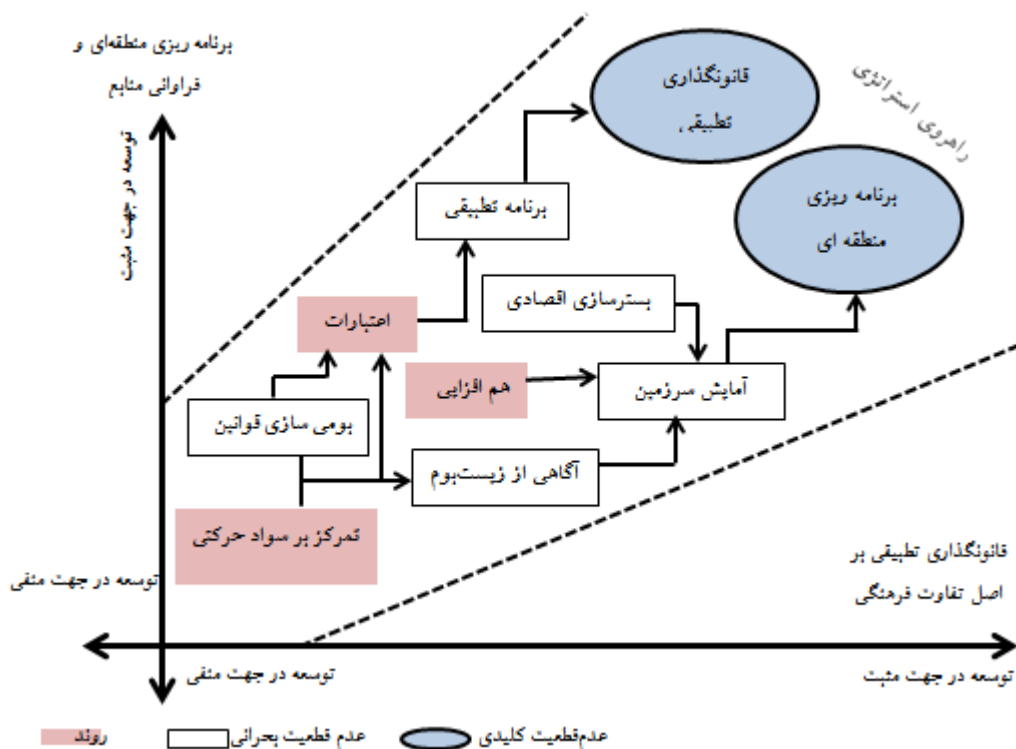 برنامه ریزی منطقه‌ای و
فراوانی منابع
توسعه در جهت مثبت
راهروی استراتژی
قانونگذاری
تطبیقی
برنامه ریزی
منطقه ای
برنامه تطبیقی
بسترسازی اقصادی
اعتبارات
هم افزایی
آمایش سرزمین
بومی سازی قوانین
آگاهی از زیست‌بوم
تمرکز بر سواد حرکتی
قانونگذاری تطبیقی بر
اصل تفاوت فرهنگی
توسعه در جهت منفی
توسعه در جهت مثبت
توسعه در جهت منفی
عدم‌قطعیت کلیدی
عدم قطعیت بحرانی
روند